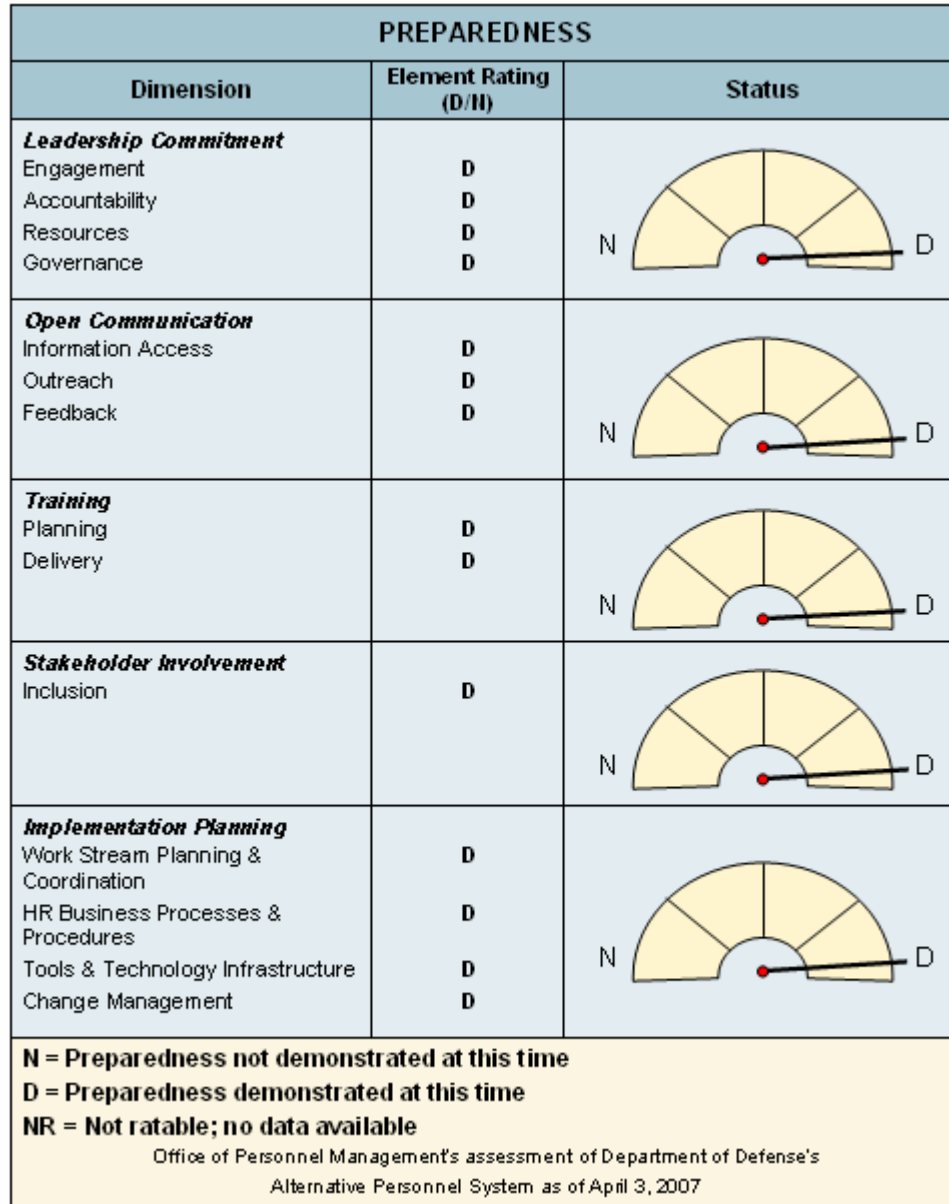 PREPAREDNESS
Dimension
Element Rating
(D/N)
Status
Leadership Commitment
Engagement D
Accountability D
Resources D
Governance D
N D
Open Communication
Information Access D
Outreach D
Feedback D
N D
Training
Planning D
Delivery D
N D
Stakeholder Involvement
Inclusion D
N D
Implementation Planning
Work Stream Planning & D
Coordination
HR Business Processes & D
Procedures
Tools & Technology Infrastructure D
Change Management D
N D
N = Preparedness not demonstrated at this time
D = Preparedness demonstrated at this time
NR = Not ratable; no data available
Office of Personnel Management's assessment of Department of Defense's
Alternative Personnel System as of April 3, 2007